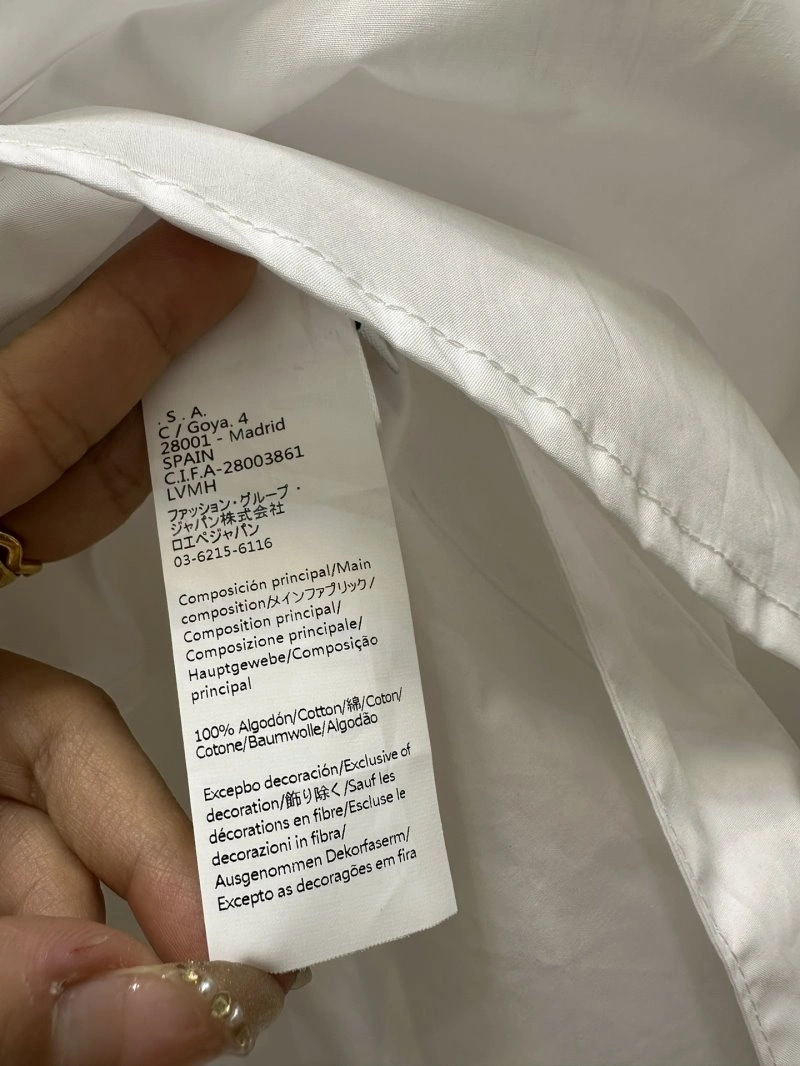 . S . A.
C / Goya. 4
28001 - Madrid
SPAIN
C.I.F.A-28003861
LVMH
ファッション・グループ・
ジャパン株式会社
ロエベジャパン
03-6215-6116
Composición principal/Main
composition/メインファブリック/
Composition principal/
Composizione principale/
Hauptgewebe/Composição
principal
100% Algodón/Cotton/綿/Coton/
Cotone/Baumwolle/Algodão
Excepbo decoración/Exclusive of
decoration/飾り除く/Sauf les
décorations en fibre/Escluse le
decorazioni in fibra/
Ausgenommen Dekorfaserm/
Excepto as decorações em fira